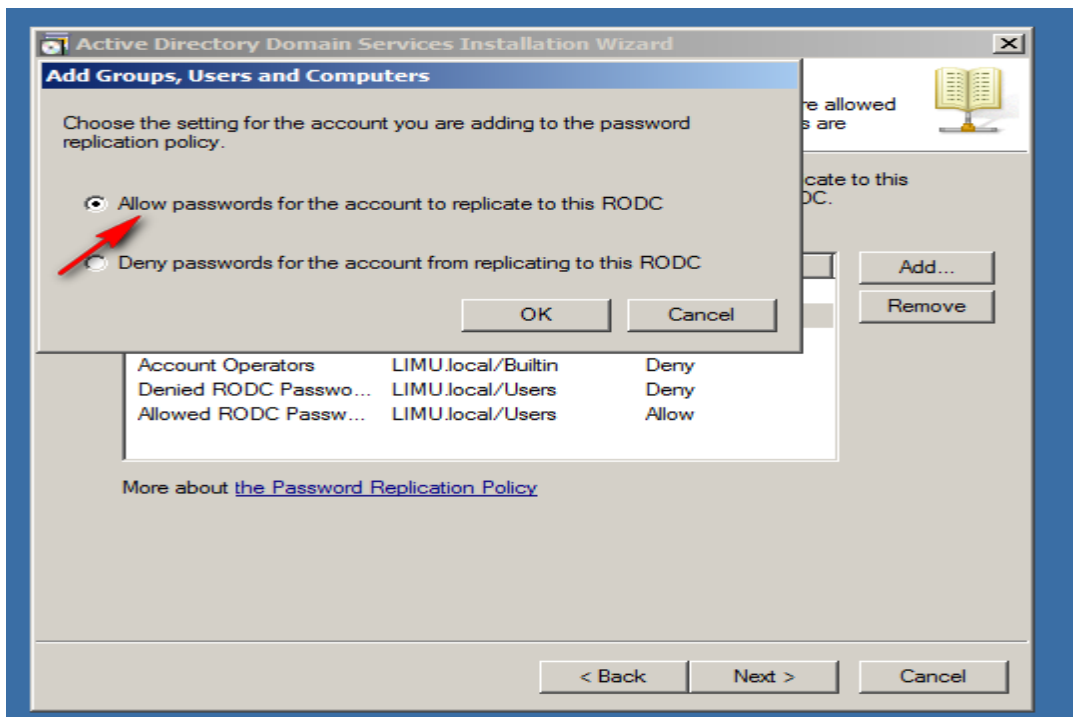 Active Directory Domain Services Installation Wizard
Add Groups, Users and Computers
Choose the setting for the account you are adding to the password
replication policy.
Allow passwords for the account to replicate to this RODC
Deny passwords for the account from replicating to this RODC
OK Cancel
re allowed
s are
cate to this
DC.
Add...
Remove
Account Operators LIMU.local/Builtin Deny
Denied RODC Passwo... LIMU.local/Users Deny
Allowed RODC Passw... LIMU.local/Users Allow
More about the Password Replication Policy
< Back Next > Cancel